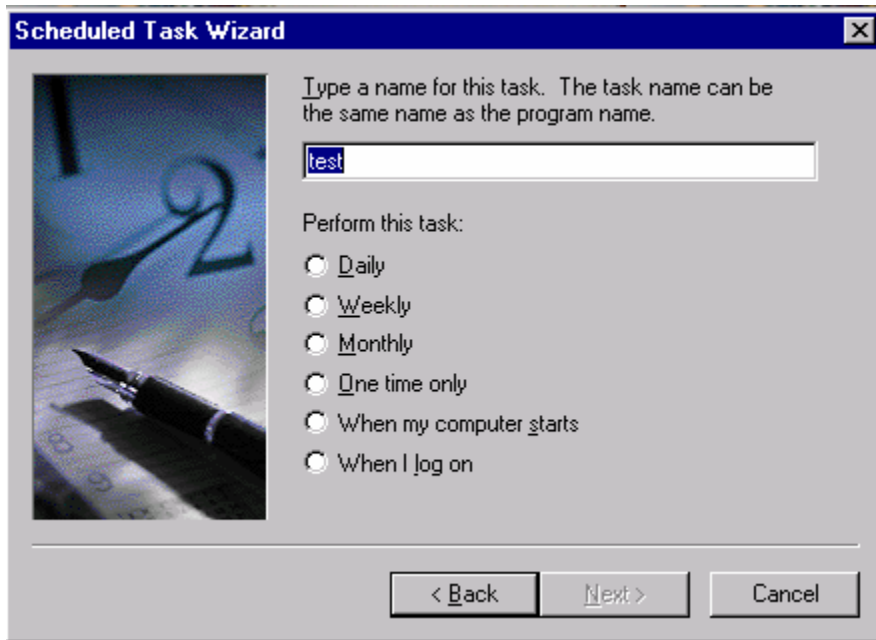 Scheduled Task Wizard
Type a name for this task. The task name can be
the same name as the program name.
test
Perform this task:
Daily
Weekly
Monthly
One time only
When my computer starts
When I log on
< Back
Next >
Cancel